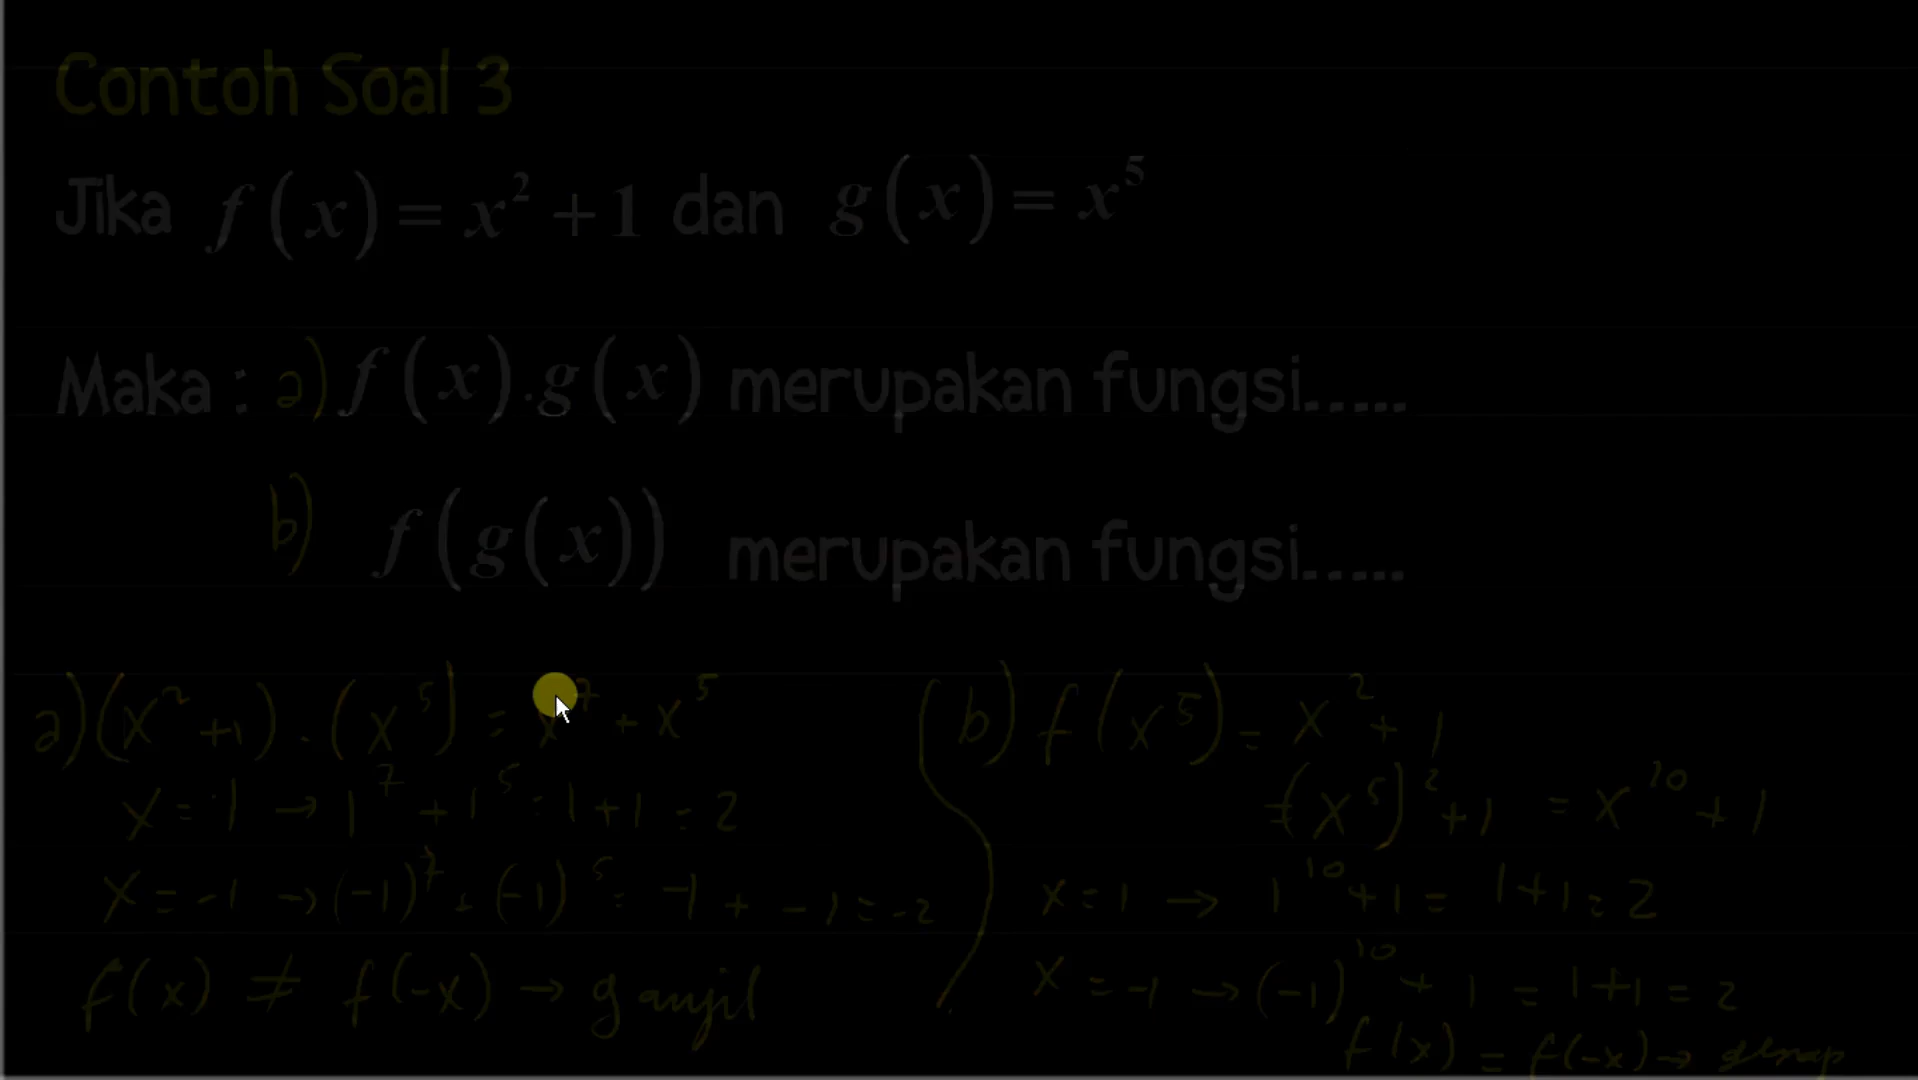 Contoh Soal 3
Jika f(x) = x² + 1 dan g(x) = x⁵
Maka : a) f(x).g(x) merupakan fungsi......
b) f(g(x)) merupakan fungsi......
a) (x² + 1) . (x⁵) = x⁷ + x⁵
x = 1 → 1⁷ + 1⁵ = 1 + 1 = 2
x = -1 → (-1)⁷ + (-1)⁵ = -1 + -1 = -2
f(x) ≠ f(-x) → ganjil
b) f(x⁵) = x² + 1
= (x⁵)² + 1 = x¹⁰ + 1
x = 1 → 1¹⁰ + 1 = 1 + 1 = 2
x = -1 → (-1)¹⁰ + 1 = 1 + 1 = 2
f(x) = f(-x) → genap